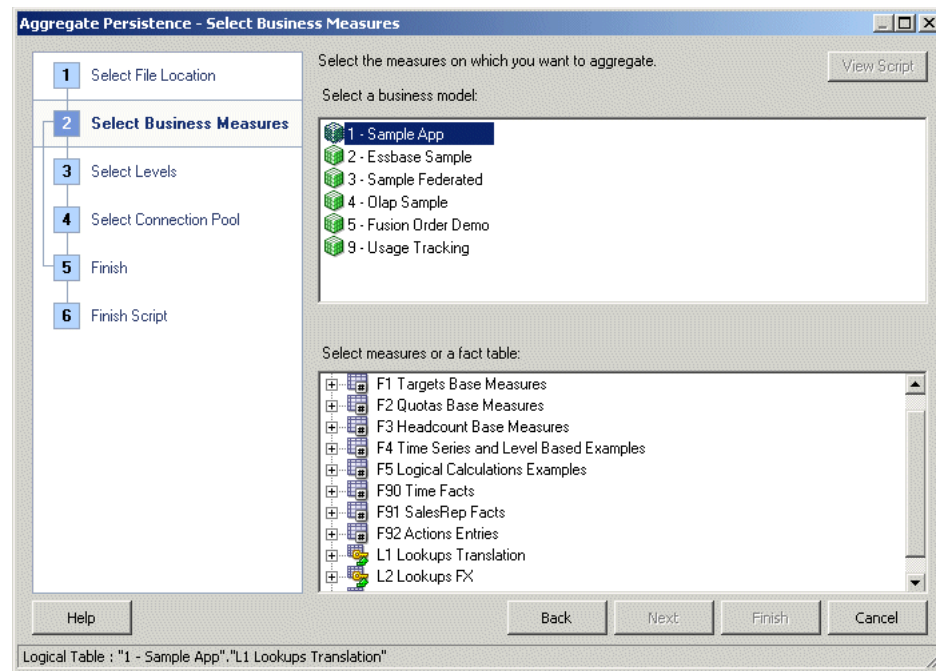 Aggregate Persistence - Select Business Measures
1 Select File Location
2 Select Business Measures
3 Select Levels
4 Select Connection Pool
5 Finish
6 Finish Script
Select the measures on which you want to aggregate.
View Script
Select a business model:
1 - Sample App
2 - Essbase Sample
3 - Sample Federated
4 - Olap Sample
5 - Fusion Order Demo
9 - Usage Tracking
Select measures or a fact table:
F1 Targets Base Measures
F2 Quotas Base Measures
F3 Headcount Base Measures
F4 Time Series and Level Based Examples
F5 Logical Calculations Examples
F90 Time Facts
F91 SalesRep Facts
F92 Actions Entries
L1 Lookups Translation
L2 Lookups FX
Help
Back
Next
Finish
Cancel
Logical Table : "1 - Sample App"."L1 Lookups Translation"